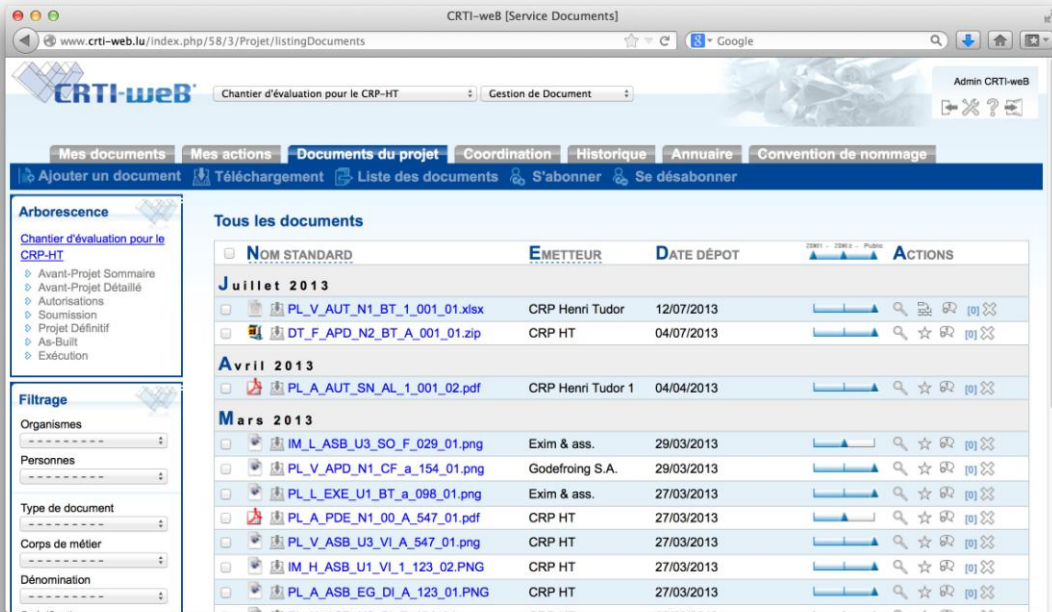 CRTI-weB [Service Documents]
www.crti-web.lu/index.php/58/3/Projet/listingDocuments
Google
CRTI-weB
Chantier d'évaluation pour le CRP-HT
Gestion de Document
Admin CRTI-weB
Mes documents Mes actions Documents du projet Coordination Historique Annuaire Convention de nommage
Ajouter un document Téléchargement Liste des documents S'abonner Se désabonner
Arborescence
Chantier d'évaluation pour le
CRP-HT
Avant-Projet Sommaire
Avant-Projet Détaillé
Autorisations
Soumission
Projet Définitif
As-Built
Exécution
Filtrage
Organismes
---------
Personnes
---------
Type de document
---------
Corps de métier
---------
Dénomination
---------
Tous les documents
NOM STANDARD EMETTEUR DATE DÉPOT Public ACTIONS
Juillet 2013
PL_V_AUT_N1_BT_1_001_01.xlsx CRP Henri Tudor 12/07/2013 [0]
DT_F_APD_N2_BT_A_001_01.zip CRP HT 04/07/2013 [0]
Avril 2013
PL_A_AUT_SN_AL_1_001_02.pdf CRP Henri Tudor 1 04/04/2013 [0]
Mars 2013
IM_L_ASB_U3_SO_F_029_01.png Exim & ass. 29/03/2013 [0]
PL_V_APD_N1_CF_a_154_01.png Godefroing S.A. 29/03/2013 [0]
PL_L_EXE_U1_BT_a_098_01.png Exim & ass. 27/03/2013 [0]
PL_A_PDE_N1_00_A_547_01.pdf CRP HT 27/03/2013 [0]
PL_V_ASB_U3_VI_A_547_01.png CRP HT 27/03/2013 [0]
IM_H_ASB_U1_VI_1_123_02.PNG CRP HT 27/03/2013 [0]
PL_A_ASB_EG_DI_A_123_01.PNG CRP HT 27/03/2013 [0]